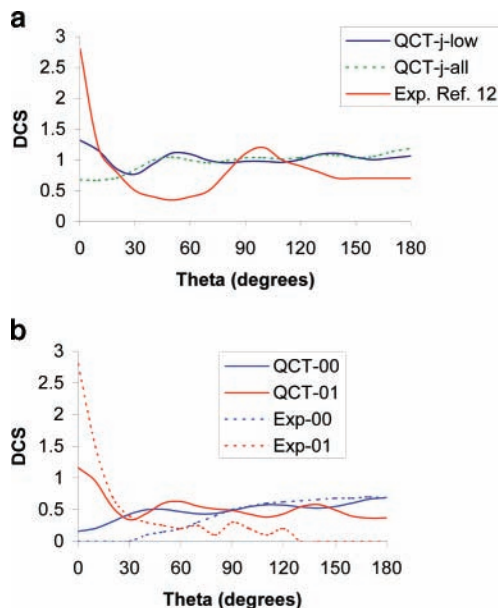 a
3
2.5
2
1.5
1
0.5
0
DCS
QCT-j-low
QCT-j-all
Exp. Ref. 12
0 30 60 90 120 150 180
Theta (degrees)
b
3
2.5
2
1.5
1
0.5
0
DCS
QCT-00
QCT-01
Exp-00
Exp-01
0 30 60 90 120 150 180
Theta (degrees)